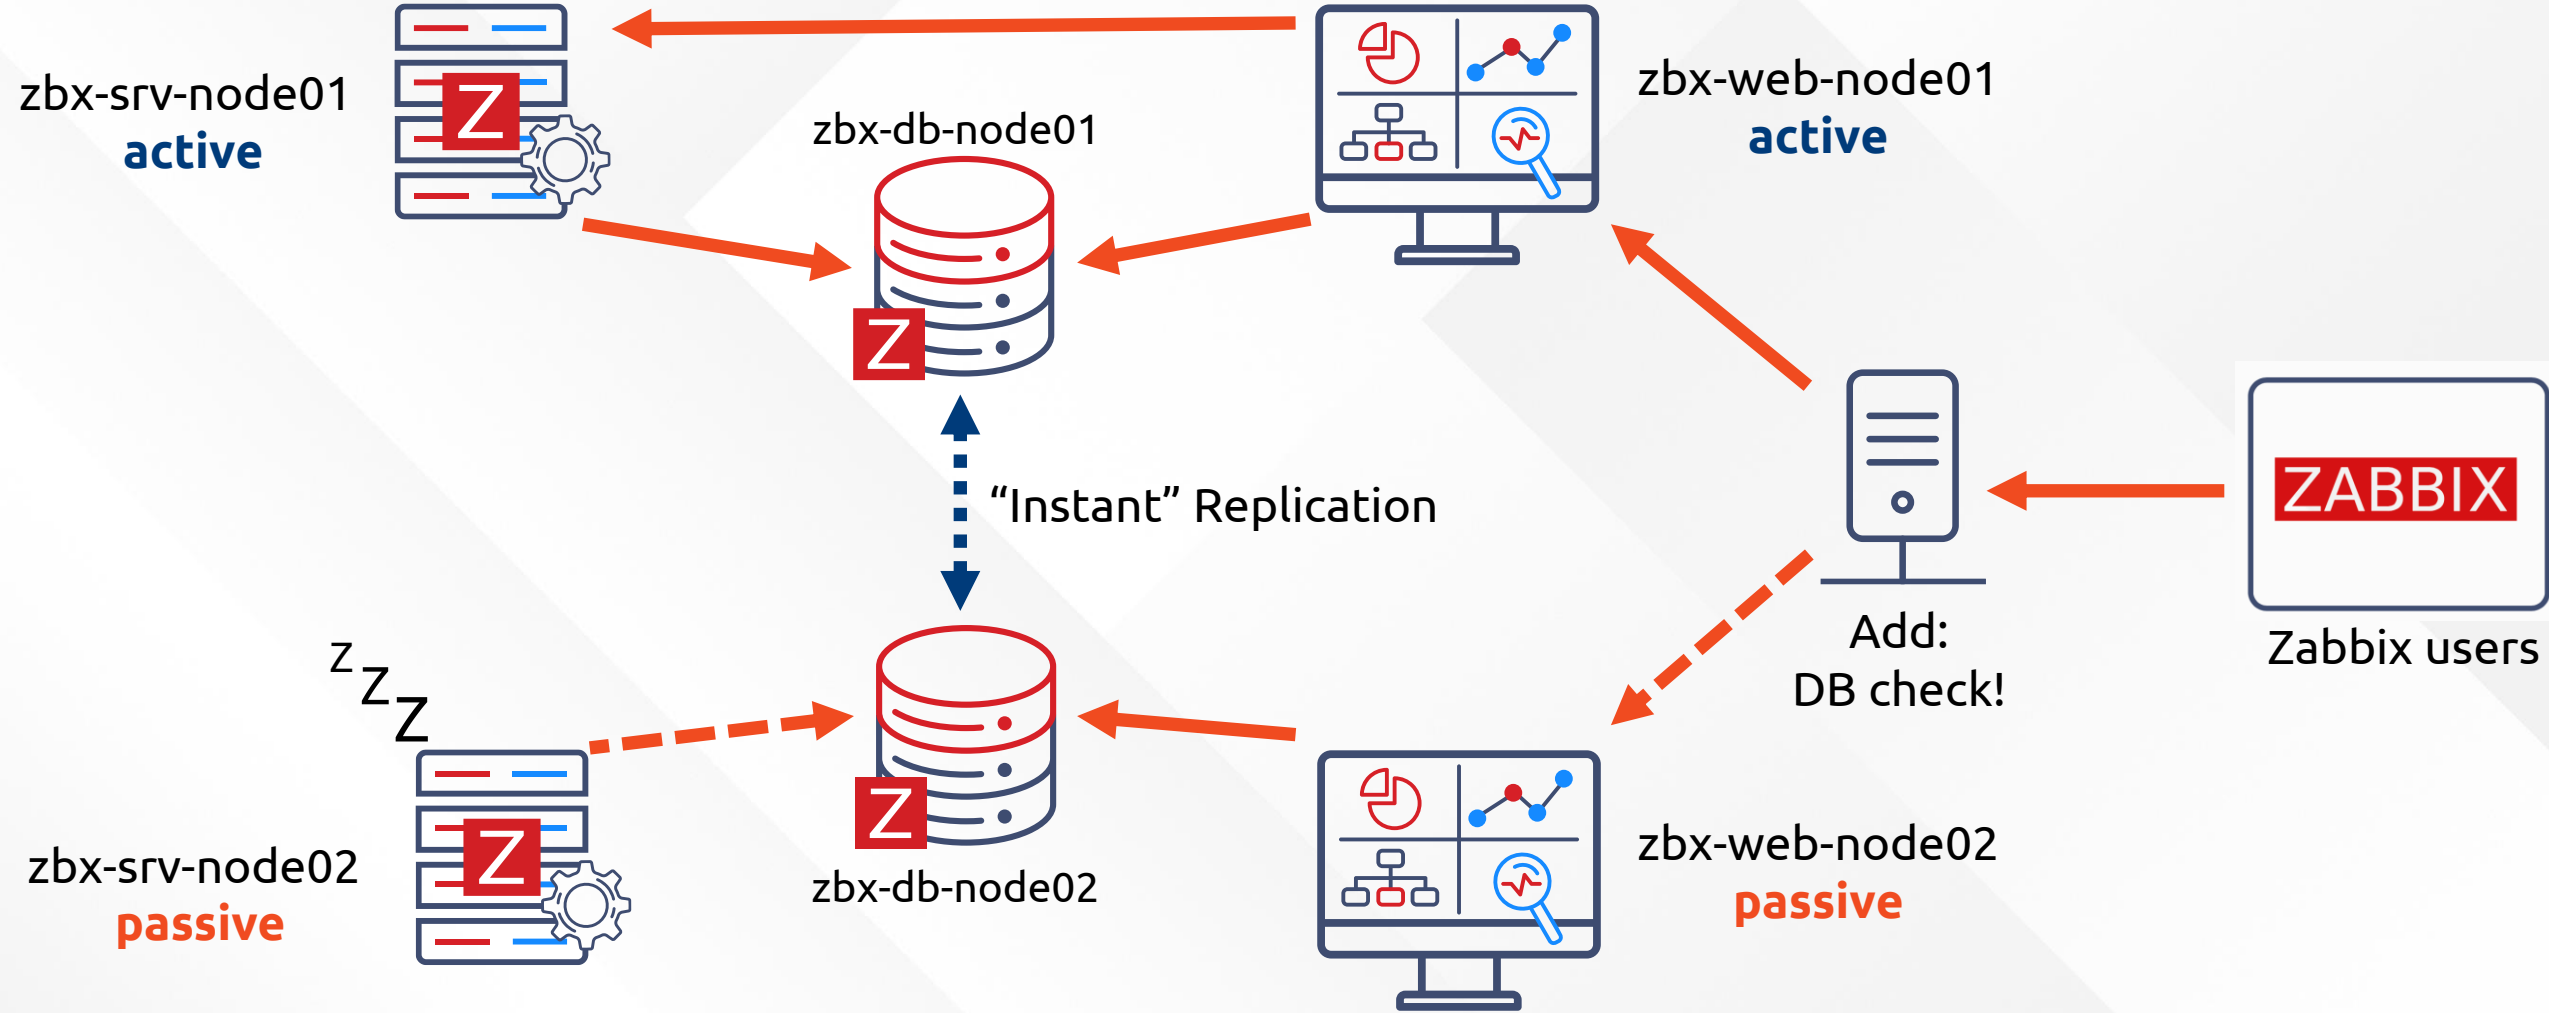 zbx-srv-node01
active
Z
zbx-db-node01
Z
zbx-web-node01
active
“Instant” Replication
ZABBIX
Zabbix users
Add:
DB check!
z
z
z
zbx-srv-node02
passive
Z
Z
zbx-db-node02
zbx-web-node02
passive